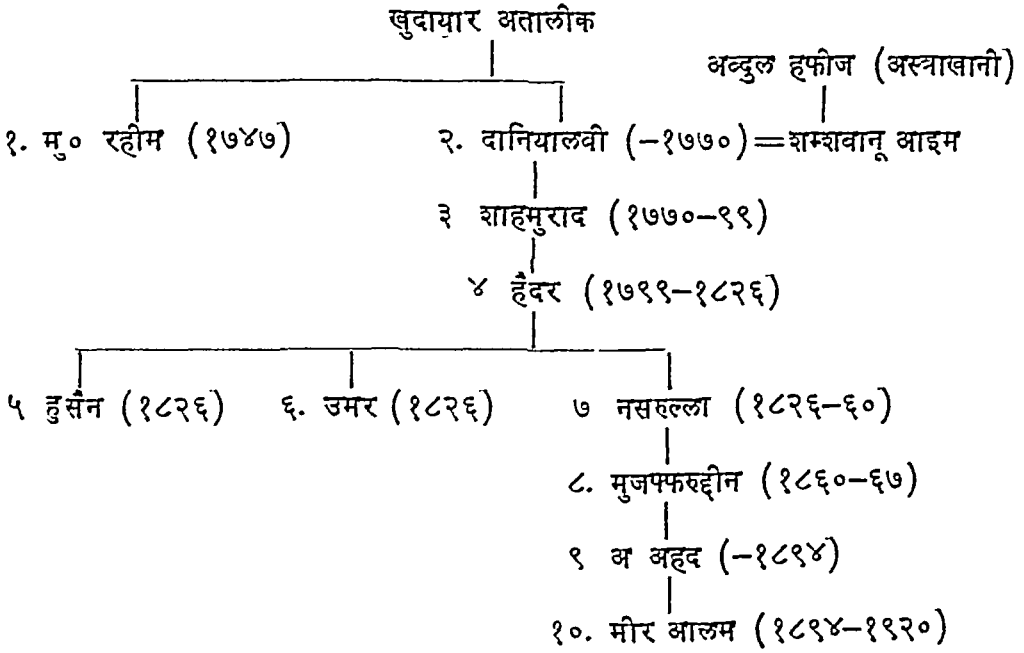 खुदायार अतालीक
अब्दुल हफीज (अस्त्राखानी)
१. मु० रहीम (१७४७)
२. दानियालवी (-१७७०)=शम्शवानू आइम
३ शाहमुराद (१७७०-९९)
४ हैदर (१७९९-१८२६)
५ हुसैन (१८२६)
६. उमर (१८२६)
७ नसरुल्ला (१८२६-६०)
८. मुजफ्फरुद्दीन (१८६०-६७)
९ अ अहद (-१८९४)
१०. मीर आलम (१८९४-१९२०)